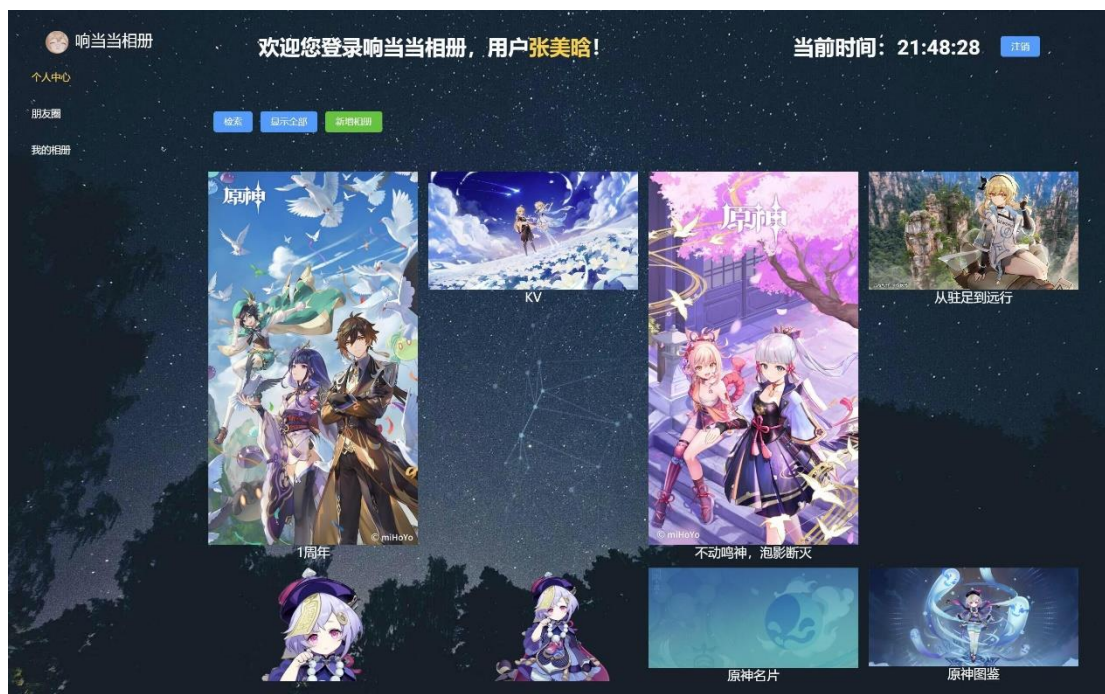 响当当相册
欢迎您登录响当当相册，用户张美晗！
当前时间：21:48:28
注销
个人中心
朋友圈
我的相册
检索
显示全部
新增相册
原神
原神
© miHoYo
© miHoYo
KV
从驻足到远行
1周年
不动鸣神，泡影断灭
原神名片
原神图鉴